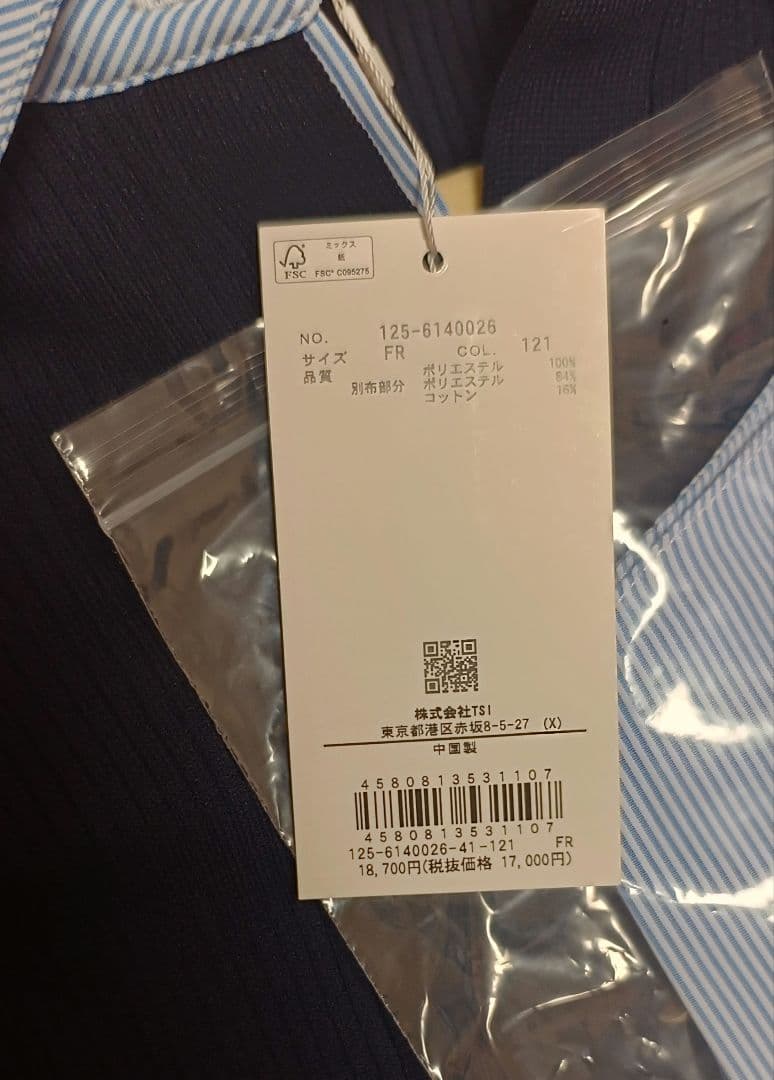 ミックス
紙
FSC
FSC® C095275
NO. 125-6140026
サイズ FR COL. 121
品質 ポリエステル 100%
別布部分 ポリエステル 84%
コットン 16%
株式会社TSI
東京都港区赤坂8-5-27 (X)
中国製
4580813531107
4580813531107
125-6140026-41-121 FR
18,700円(税抜価格 17,000円)